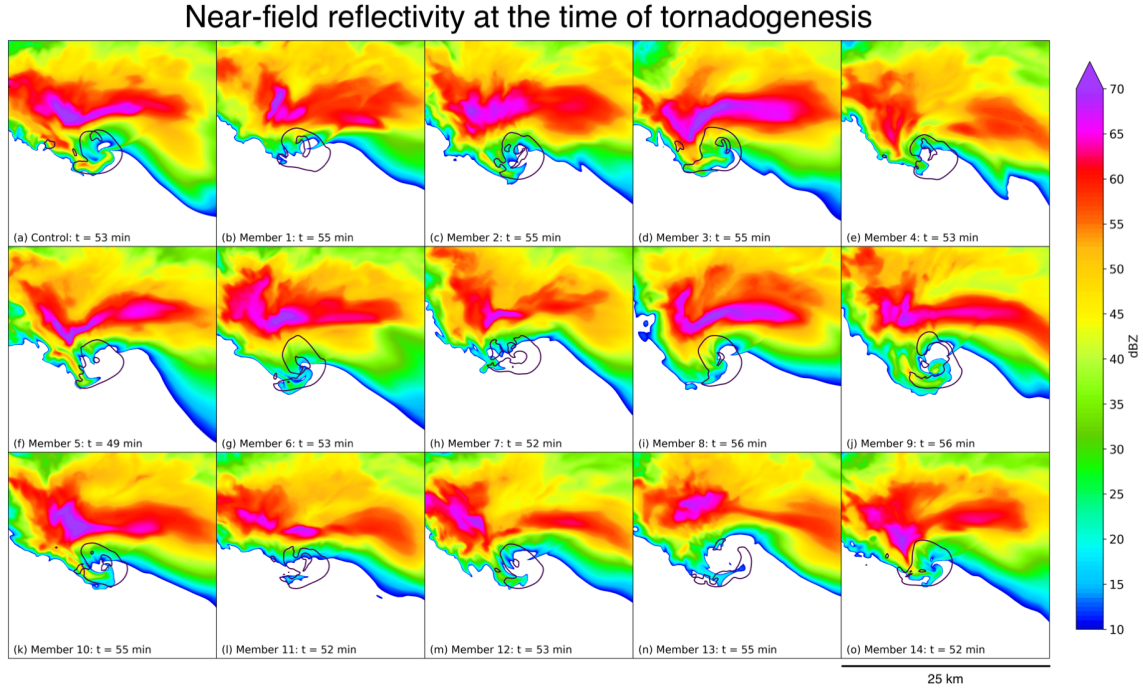 Near-field reflectivity at the time of tornadogenesis
(a) Control: t = 53 min
(b) Member 1: t = 55 min
(c) Member 2: t = 55 min
(d) Member 3: t = 55 min
(e) Member 4: t = 53 min
(f) Member 5: t = 49 min
(g) Member 6: t = 53 min
(h) Member 7: t = 52 min
(i) Member 8: t = 56 min
(j) Member 9: t = 56 min
(k) Member 10: t = 55 min
(l) Member 11: t = 52 min
(m) Member 12: t = 53 min
(n) Member 13: t = 55 min
(o) Member 14: t = 52 min
25 km
70
65
60
55
50
45
40
35
30
25
20
15
10
dBZ